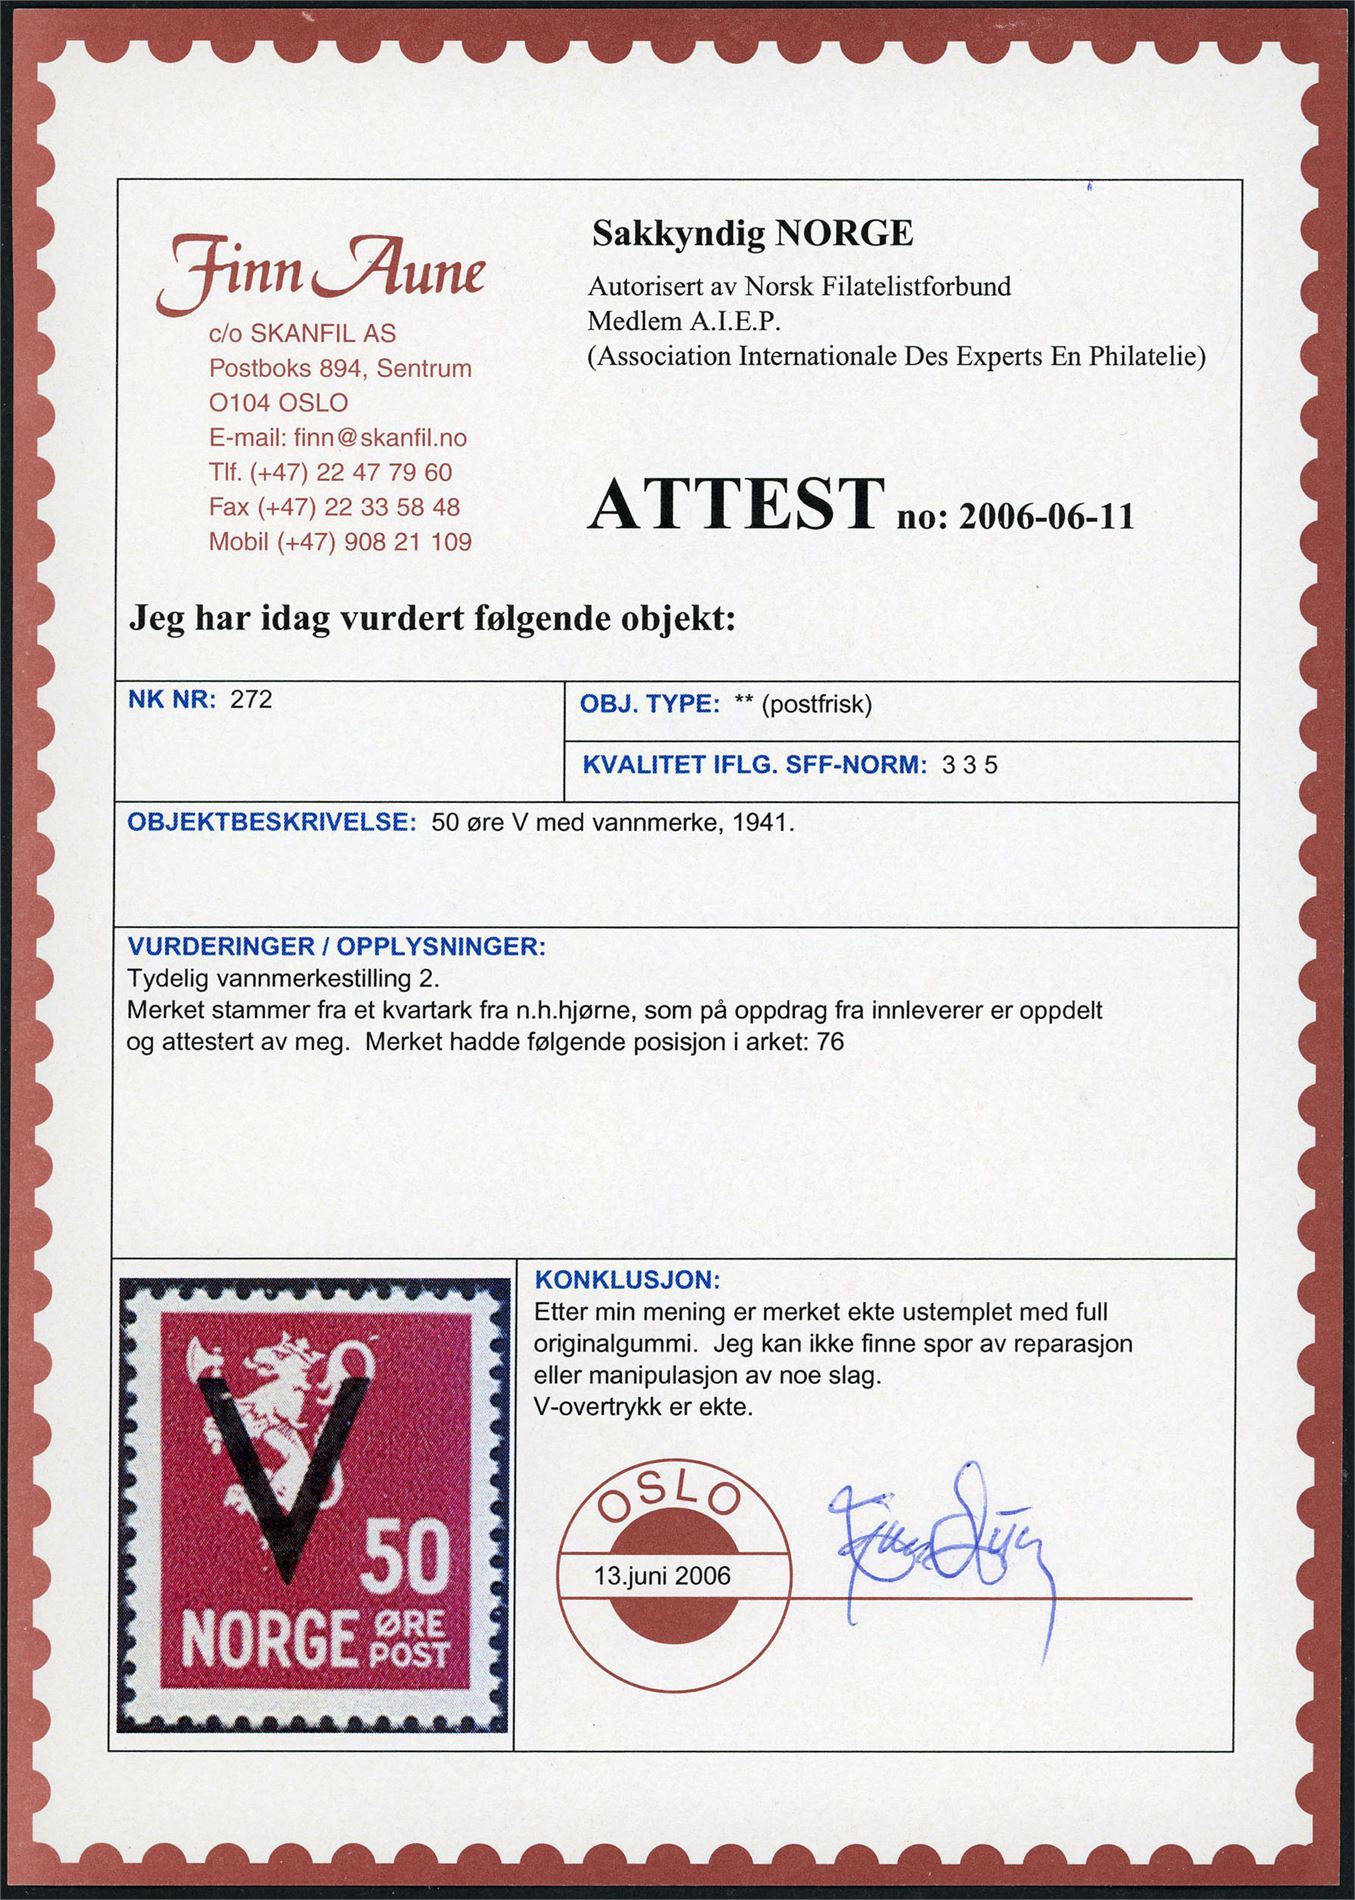 Finn Aune
c/o SKANFIL AS
Postboks 894, Sentrum
O104 OSLO
E-mail: finn@skanfil.no
Tlf. (+47) 22 47 79 60
Fax (+47) 22 33 58 48
Mobil (+47) 908 21 109
Sakkyndig NORGE
Autorisert av Norsk Filatelistforbund
Medlem A.I.E.P.
(Association Internationale Des Experts En Philatelie)
ATTEST no: 2006-06-11
Jeg har idag vurdert følgende objekt:
NK NR: 272
OBJ. TYPE: ** (postfrisk)
KVALITET IFLG. SFF-NORM: 3 3 5
OBJEKTBESKRIVELSE: 50 øre V med vannmerke, 1941.
VURDERINGER / OPPLYSNINGER:
Tydelig vannmerkestilling 2.
Merket stammer fra et kvartark fra n.h.hjørne, som på oppdrag fra innleverer er oppdelt
og attestert av meg. Merket hadde følgende posisjon i arket: 76
V
50
NORGE ØRE
POST
KONKLUSJON:
Etter min mening er merket ekte ustemplet med full
originalgummi. Jeg kan ikke finne spor av reparasjon
eller manipulasjon av noe slag.
V-overtrykk er ekte.
OSLO
13.juni 2006
Finn Aune